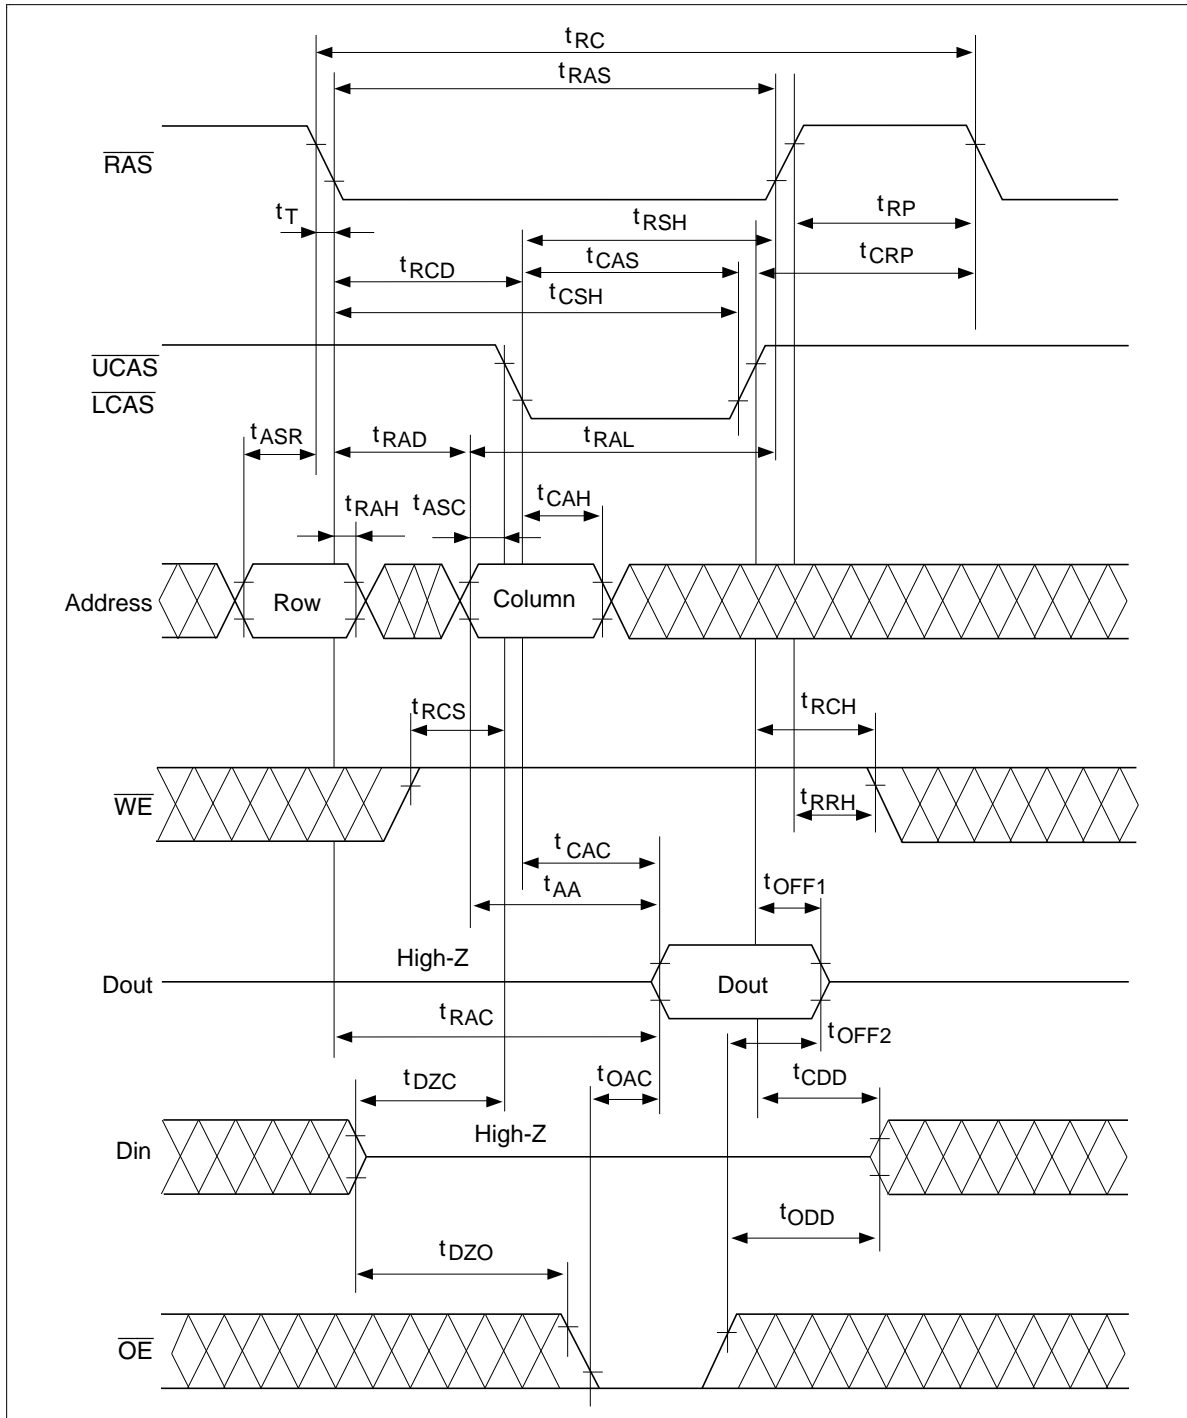 tRC
tRAS
RAS
tT
tRSH
tRP
tRCD
tCAS
tCRP
tCSH
UCAS
LCAS
tASR
tRAD
tRAL
tRAH
tASC
tCAH
Address
Row
Column
tRCS
tRCH
WE
tRRH
tCAC
tAA
tOFF1
High-Z
Dout
Dout
tRAC
tOFF2
tDZC
tOAC
tCDD
High-Z
Din
tODD
tDZO
OE